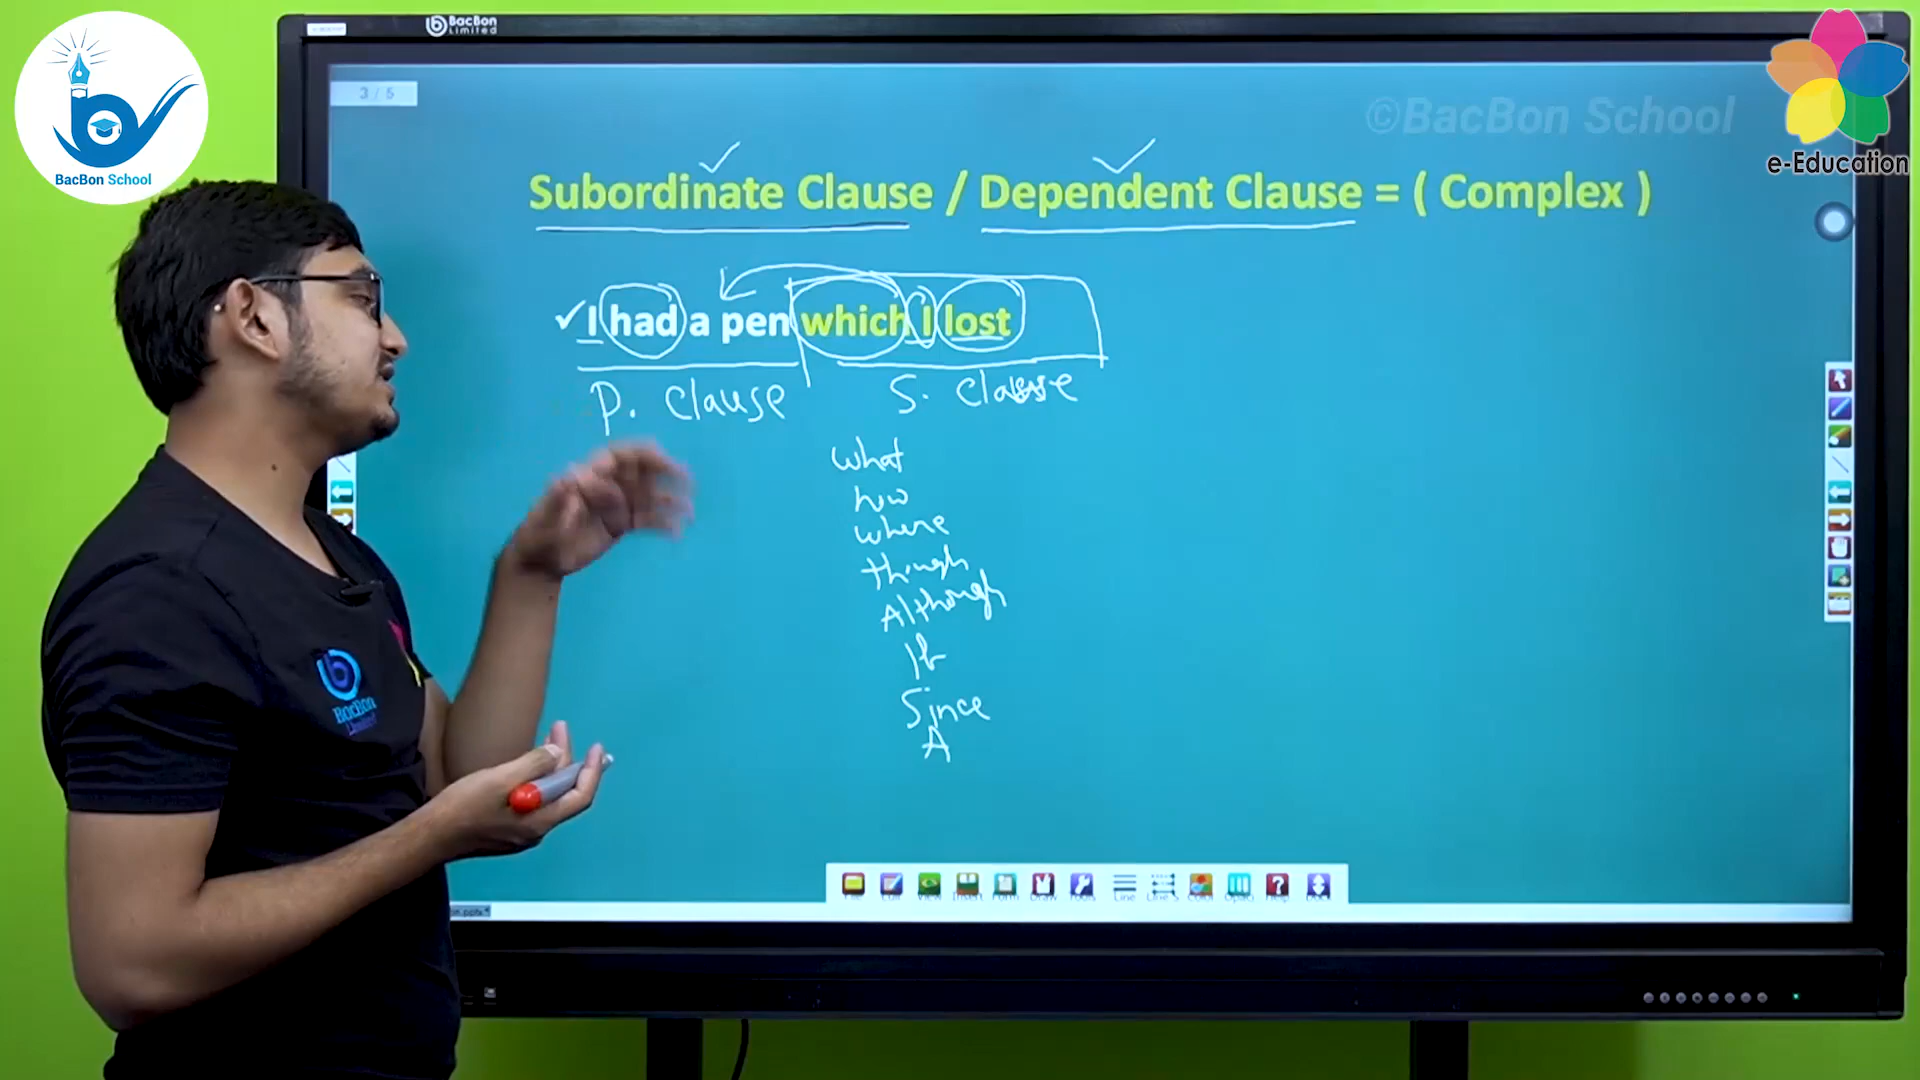 BacBon
Limited
3 / 5
©BacBon School
BacBon School
e-Education
Subordinate Clause / Dependent Clause = ( Complex )
I had a pen which I lost
P. Clause S. Clause
what
how
where
though
Although
If
Since
A
BacBon
Limited